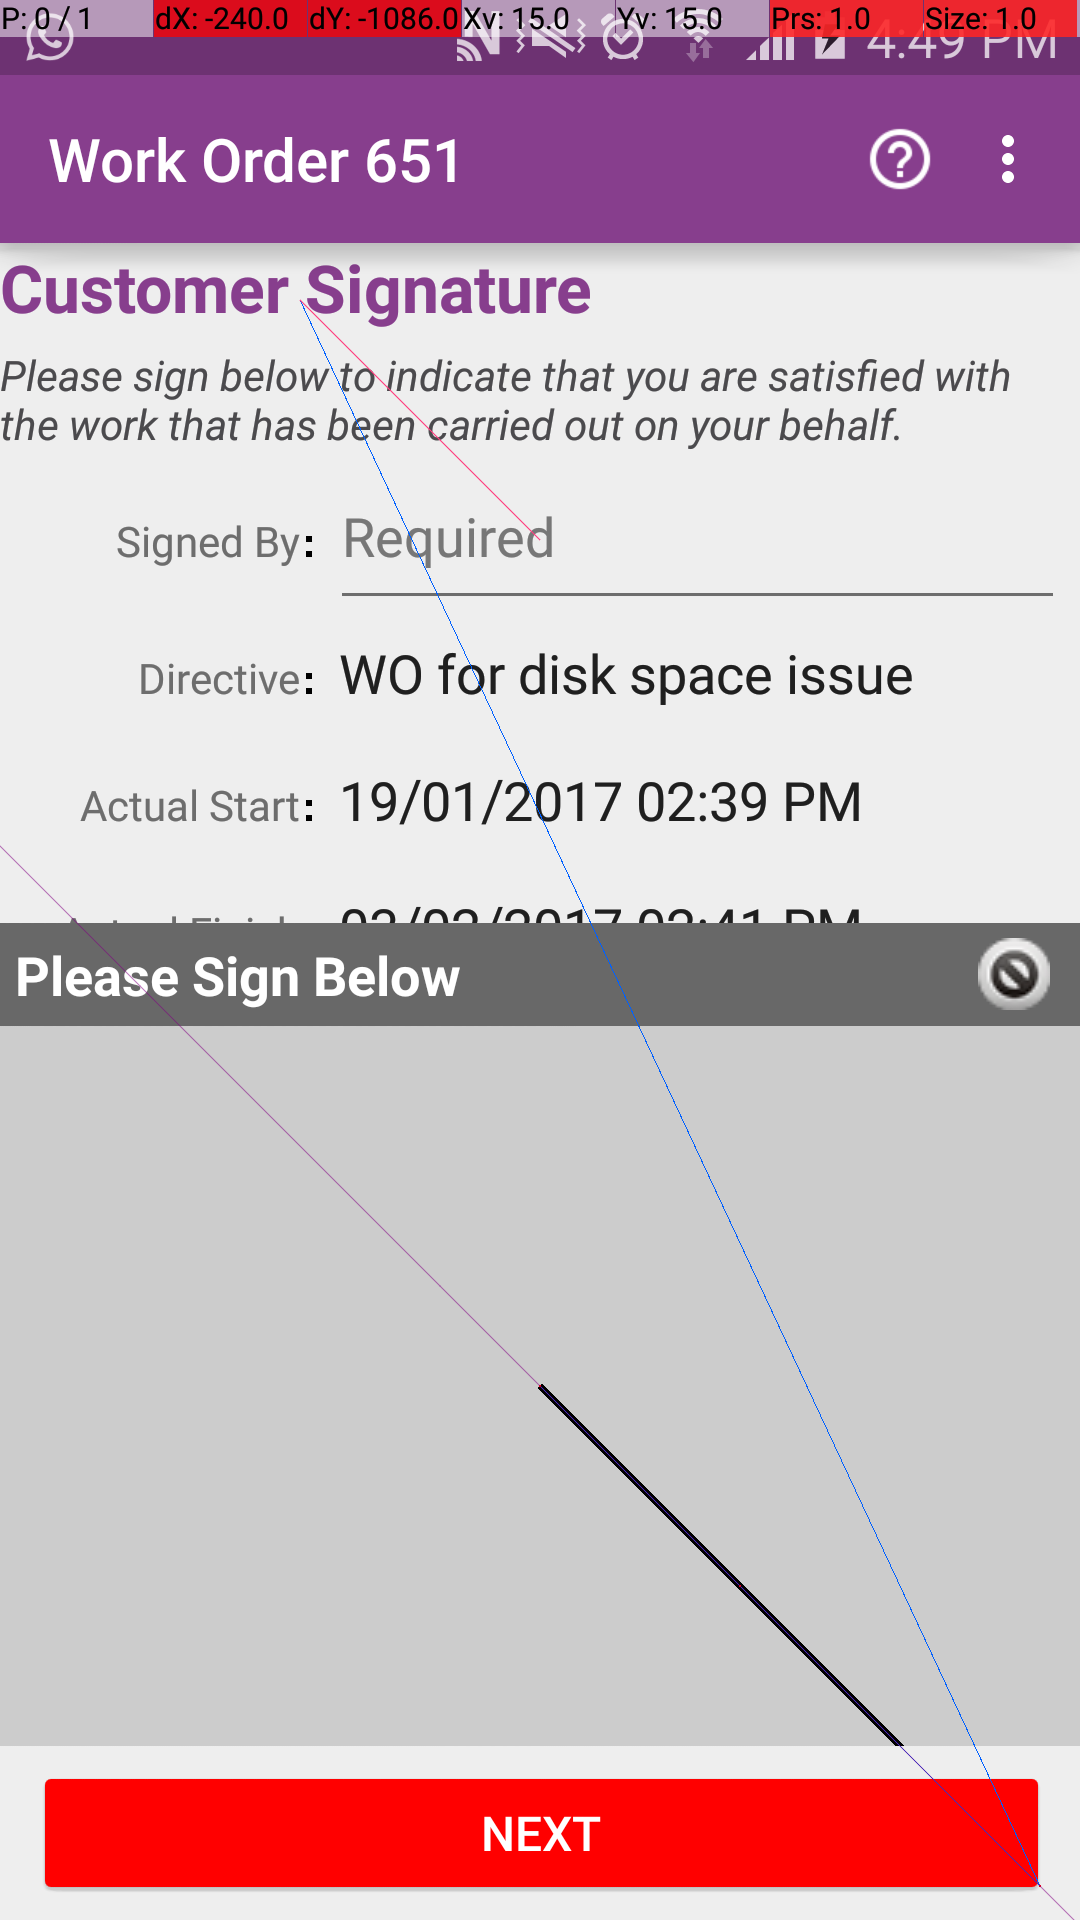 P: 0 / 1 dX: -240.0 dY: -1086.0 Xv: 15.0 Yv: 15.0 Prs: 1.0 Size: 1.0
4:49 PM
Work Order 651
Customer Signature
Please sign below to indicate that you are satisfied with
the work that has been carried out on your behalf.
Signed By: Required
Directive: WO for disk space issue
Actual Start: 19/01/2017 02:39 PM
Please Sign Below
NEXT